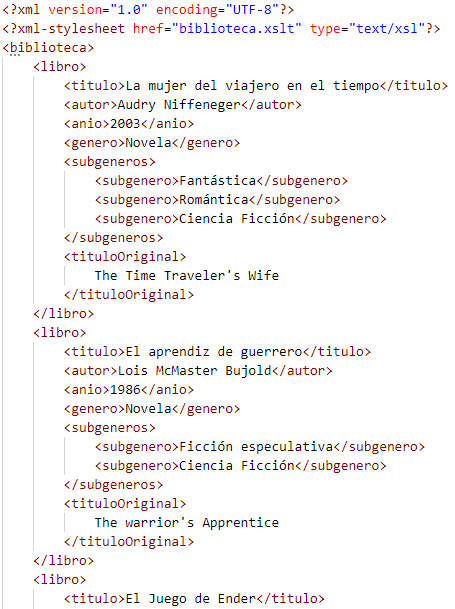 <?xml version="1.0" encoding="UTF-8"?>
<?xml-stylesheet href="biblioteca.xslt" type="text/xsl"?>
<biblioteca>
    <libro>
        <titulo>La mujer del viajero en el tiempo</titulo>
        <autor>Audry Niffeneger</autor>
        <anio>2003</anio>
        <genero>Novela</genero>
        <subgeneros>
            <subgenero>Fantástica</subgenero>
            <subgenero>Romántica</subgenero>
            <subgenero>Ciencia Ficción</subgenero>
        </subgeneros>
        <tituloOriginal>
            The Time Traveler's Wife
        </tituloOriginal>
    </libro>
    <libro>
        <titulo>El aprendiz de guerrero</titulo>
        <autor>Lois McMaster Bujold</autor>
        <anio>1986</anio>
        <genero>Novela</genero>
        <subgeneros>
            <subgenero>Ficción especulativa</subgenero>
            <subgenero>Ciencia Ficción</subgenero>
        </subgeneros>
        <tituloOriginal>
            The warrior's Apprentice
        </tituloOriginal>
    </libro>
    <libro>
        <titulo>El Juego de Ender</titulo>